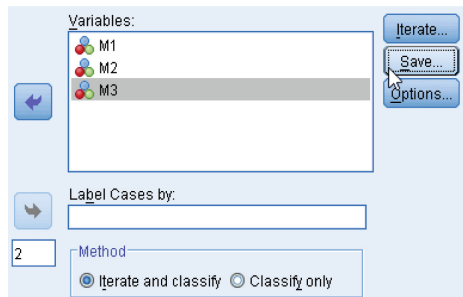 Variables:
M1
M2
M3
Iterate...
Save...
Options...
Label Cases by:
2
Method
Iterate and classify
Classify only